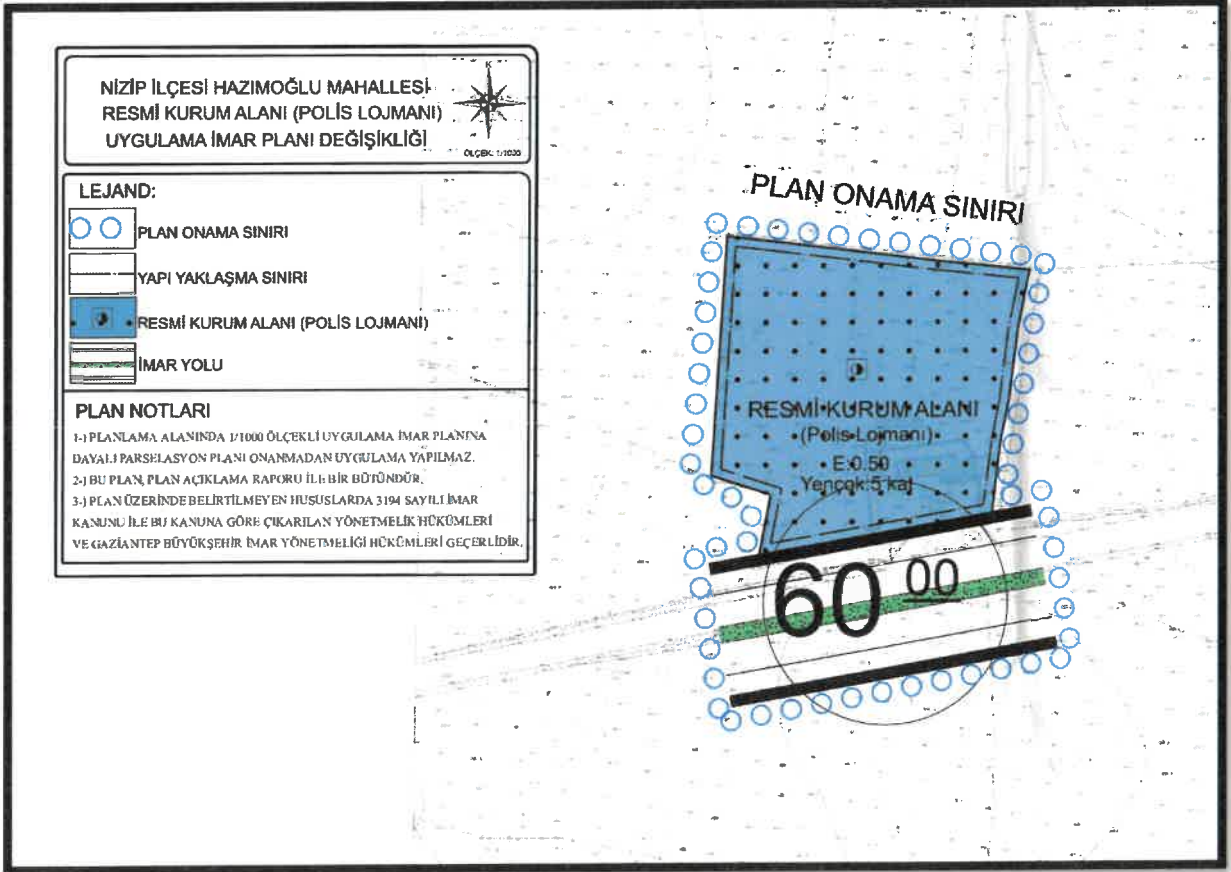 NİZİP İLÇESİ HAZIMOĞLU MAHALLESİ
RESMİ KURUM ALANI (POLİS LOJMANI)
UYGULAMA İMAR PLANI DEĞİŞİKLİĞİ
K
ÖLÇEK: 1/1000
LEJAND:
PLAN ONAMA SINIRI
YAPI YAKLAŞMA SINIRI
RESMİ KURUM ALANI (POLİS LOJMANI)
İMAR YOLU
PLAN NOTLARI
1-) PLANLAMA ALANINDA 1/1000 ÖLÇEKLİ UYGULAMA İMAR PLANINA
DAYALI PARSELASYON PLANI ONANMADAN UYGULAMA YAPILMAZ.
2-) BU PLAN, PLAN AÇIKLAMA RAPORU İLE BİR BÜTÜNDÜR.
3-) PLAN ÜZERİNDE BELİRTİLMEYEN HUSUSLARDA 3194 SAYILI İMAR
KANUNU İLE BU KANUNA GÖRE ÇIKARILAN YÖNETMELİK HÜKÜMLERİ
VE GAZİANTEP BÜYÜKŞEHİR İMAR YÖNETMELİĞİ HÜKÜMLERİ GEÇERLİDİR.
PLAN ONAMA SINIRI
RESMİ KURUM ALANI
(Polis Lojmanı)
E:0.50
Yençok:5 kat
60 00